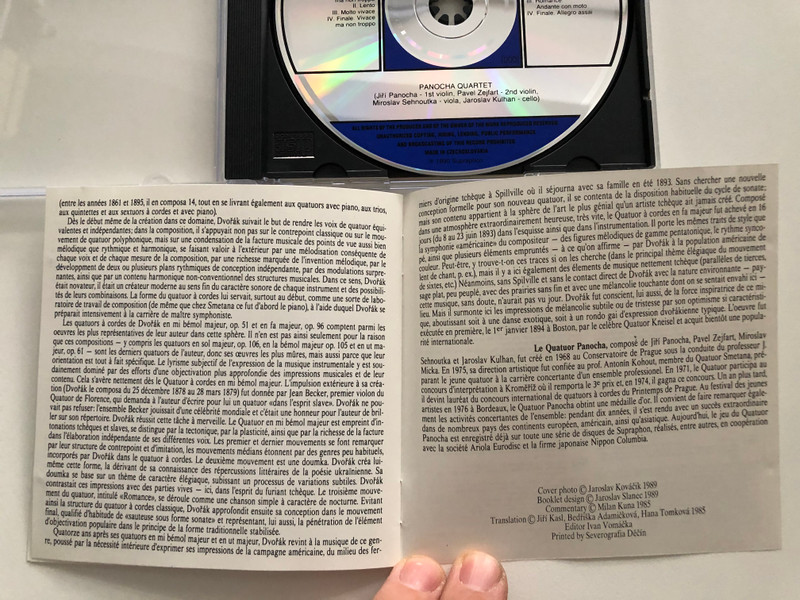 ma non troppo
II. Lento
III. Molto vivace
IV. Finale. Vivace
ma non troppo
III. Romance
Andante con moto
IV. Finale. Allegro assai
PANOCHA QUARTET
(Jiří Panocha - 1st violin, Pavel Zejfart - 2nd violin,
Miroslav Sehnoutka - viola, Jaroslav Kulhan - cello)
ALL RIGHTS OF THE PRODUCER AND OF THE OWNER OF THE WORK REPRODUCED RESERVED
UNAUTHORIZED COPYING, HIRING, LENDING, PUBLIC PERFORMANCE
AND BROADCASTING OF THIS RECORD PROHIBITED
MADE IN CZECHOSLOVAKIA
(entre les années 1861 et 1895, il en composa 14, tout en se livrant également aux quatuors avec piano, aux trios,
aux quintettes et aux sextuors à cordes et avec piano).
Dès le début même de la création dans ce domaine, Dvořák suivait le but de rendre les voix de quatuor équi-
valentes et indépendantes; dans la composition, il s'appuyait non pas sur le contrepoint classique ou sur le mou-
vement de quatuor polyphonique, mais sur une condensation de la facture musicale des points de vue aussi bien
mélodique que rythmique et harmonique, se faisant valoir à l'extérieur par une mélodisation conséquente de
chaque voix et de chaque mesure de la composition, par une richesse marquée de l'invention mélodique, par le
développement de deux ou plusieurs plans rythmiques de conception indépendante, par des modulations surpre-
nantes, ainsi que par un contenu harmonique non-conventionnel des structures musicales. Dans ce sens, Dvořák
était novateur, il était un créateur moderne au sens fin du caractère sonore de chaque instrument et des possibili-
tés de leurs combinaisons. La forme du quatuor à cordes lui servait, surtout au début, comme une sorte de labo-
ratoire de travail de composition (de même que chez Smetana ce fut d'abord le piano), à l'aide duquel Dvořák se
préparait intensivement à la carrière de maître symphoniste.
Les quatuors à cordes de Dvořák en mi bémol majeur, op. 51 et en fa majeur, op. 96 comptent parmi les
oeuvres les plus représentatives de leur auteur dans cette sphère. Il n'en est pas ainsi seulement pour la raison
que ces compositions — y compris les quatuors en sol majeur, op. 106, en la bémol majeur op. 105 et en ut ma-
jeur, op. 61 — sont les derniers quatuors de l'auteur, donc ses œuvres les plus mûres, mais aussi parce que leur
orientation est tout à fait spécifique. Le lyrisme subjectif de l'expression de la musique instrumentale y est sou-
dainement dominé par des efforts d'une objectivation plus approfondie des impressions musicales et de leur
contenu. Cela s'avère nettement dès le Quatuor à cordes en mi bémol majeur. L'impulsion extérieure à sa créa-
tion (Dvořák le composa du 25 décembre 1878 au 28 mars 1879) fut donnée par Jean Becker, premier violon du
Quatuor de Florence, qui demanda à l'auteur d'écrire pour lui un quatuor «dans l'esprit slave». Dvořák ne pou-
vait pas refuser: l'ensemble Becker jouissait d'une célébrité mondiale et c'était une honneur pour l'auteur de bril-
ler sur son répertoire. Dvořák réussit cette tâche à merveille. Le Quatuor en mi bémol majeur est empreint d'in-
tonations tchèques et slaves, se distingue par la tectonique, par la plasticité, ainsi que par la richesse de la facture
dans l'élaboration indépendante de ses différentes voix. Les premier et dernier mouvements se font remarquer
par leur structure de contrepoint et d'imitation, les mouvements médians étonnent par des genres peu habituels,
incorporés par Dvořák dans le quatuor à cordes. Le deuxième mouvement est une doumka. Dvořák créa lui-
même cette forme, la dérivant de sa connaissance des répercussions littéraires de la poésie ukrainienne. Sa
doumka se base sur un thème de caractère élégiaque, subissant un processus de variations subtiles. Dvořák
contrastait ces impressions avec des parties vives — ici, dans l'esprit du furiant tchèque. Le troisième mouve-
ment du quatuor, intitulé «Romance», se déroule comme une chanson simple à caractère de nocturne. Evitant
ainsi la structure du quatuor à cordes classique, Dvořák approfondit ensuite sa conception dans le mouvement
final, qualifié d'habitude de «xauteuse sous forme sonate» et représentant, lui aussi, la pénétration de l'élément
d'objectivation populaire dans le principe de la forme traditionnelle stabilisée.
Quatorze ans après ses quatuors en mi bémol majeur et en ut majeur, Dvořák revint à la musique de ce gen-
re, poussé par la nécessité intérieure d'exprimer ses impressions de la campagne américaine, du milieu des fer-
miers d'origine tchèque à Spillville où il séjourna avec sa famille en été 1893. Sans chercher une nouvelle
conception formelle pour son nouveau quatuor, il se contenta de la disposition habituelle du cycle de sonate;
mais son contenu appartient à la sphère de l'art le plus génial qu'un artiste tchèque ait jamais créé. Composé
dans une atmosphère extraordinairement heureuse, très vite, le Quatuor à cordes en fa majeur fut achevé en 16
jours (du 8 au 23 juin 1893) dans l'esquisse ainsi que dans l'instrumentation. Il porte les mêmes traits de style que
la symphonie «américaine» du compositeur — des figures mélodiques de gamme pentatonique, le rythme synco-
pé, ainsi que plusieurs éléments empruntés — à ce qu'on affirme — par Dvořák à la population américaine de
couleur. Peut-être, y trouve-t-on ces traces si on les cherche (dans le principal thème élégiaque du mouvement
lent de chant, p. ex.), mais il y a ici également des éléments de musique nettement tchèque (parallèles de tierces,
de sixtes, etc.) Néanmoins, sans Spillville et sans le contact direct de Dvořák avec la nature environnante — pay-
sage plat, peu peuplé, avec des prairies sans fin et avec une mélancolie touchante dont on se sentait envahi ici —
cette musique, sans doute, n'aurait pas vu jour. Dvořák fut conscient, lui aussi, de la force inspiratrice de ce mi-
lieu. Mais il surmonte ici les impressions de mélancolie subtile ou de tristesse par son optimisme si caractéristi-
que, aboutissant soit à une danse exotique, soit à un rondo gai d'expression dvořákienne typique. L'oeuvre fut
exécutée en première, le 1er janvier 1894 à Boston, par le célèbre Quatuor Kneisel et acquit bientôt une popula-
rité internationale.
Le Quatuor Panocha, composé de Jiří Panocha, Pavel Zejfart, Miroslav
Sehnoutka et Jaroslav Kulhan, fut créé en 1968 au Conservatoire de Prague sous la conduite du professeur J.
Micka. En 1975, sa direction artistique fut confiée au prof. Antonín Kohout, membre du Quatuor Smetana, pré-
parant le jeune quatuor à la carrière concertante d'un ensemble professionnel. En 1971, le Quatuor participa au
concours d'interprétation à Kroměříž où il remporta le 3e prix et, en 1974, il gagna ce concours. Un an plus tard,
il devint lauréat du concours international de quatuors à cordes du Printemps de Prague. Au festival des jeunes
artistes en 1976 à Bordeaux, le Quatuor Panocha obtint une médaille d'or. Il convient de faire remarquer égale-
ment les activités concertantes de l'ensemble: pendant dix années, il s'est rendu avec un succès extraordinaire
dans de nombreux pays des continents européen, américain, ainsi qu'asiatique. Aujourd'hui, le jeu du Quatuor
Panocha est enregistré déjà sur toute une série de disques de Supraphon, réalisés, entre autres, en coopération
avec la société Ariola Eurodisc et la firme japonaise Nippon Columbia.
Cover photo © Jaroslav Kováčik 1989
Booklet design © Jaroslav Slanec 1989
Commentary © Milan Kuna 1985
Translation © Jiří Kasl, Bedřiška Adamičková, Hana Tomková 1985
Editor Ivan Vomáčka
Printed by Severografia Děčín